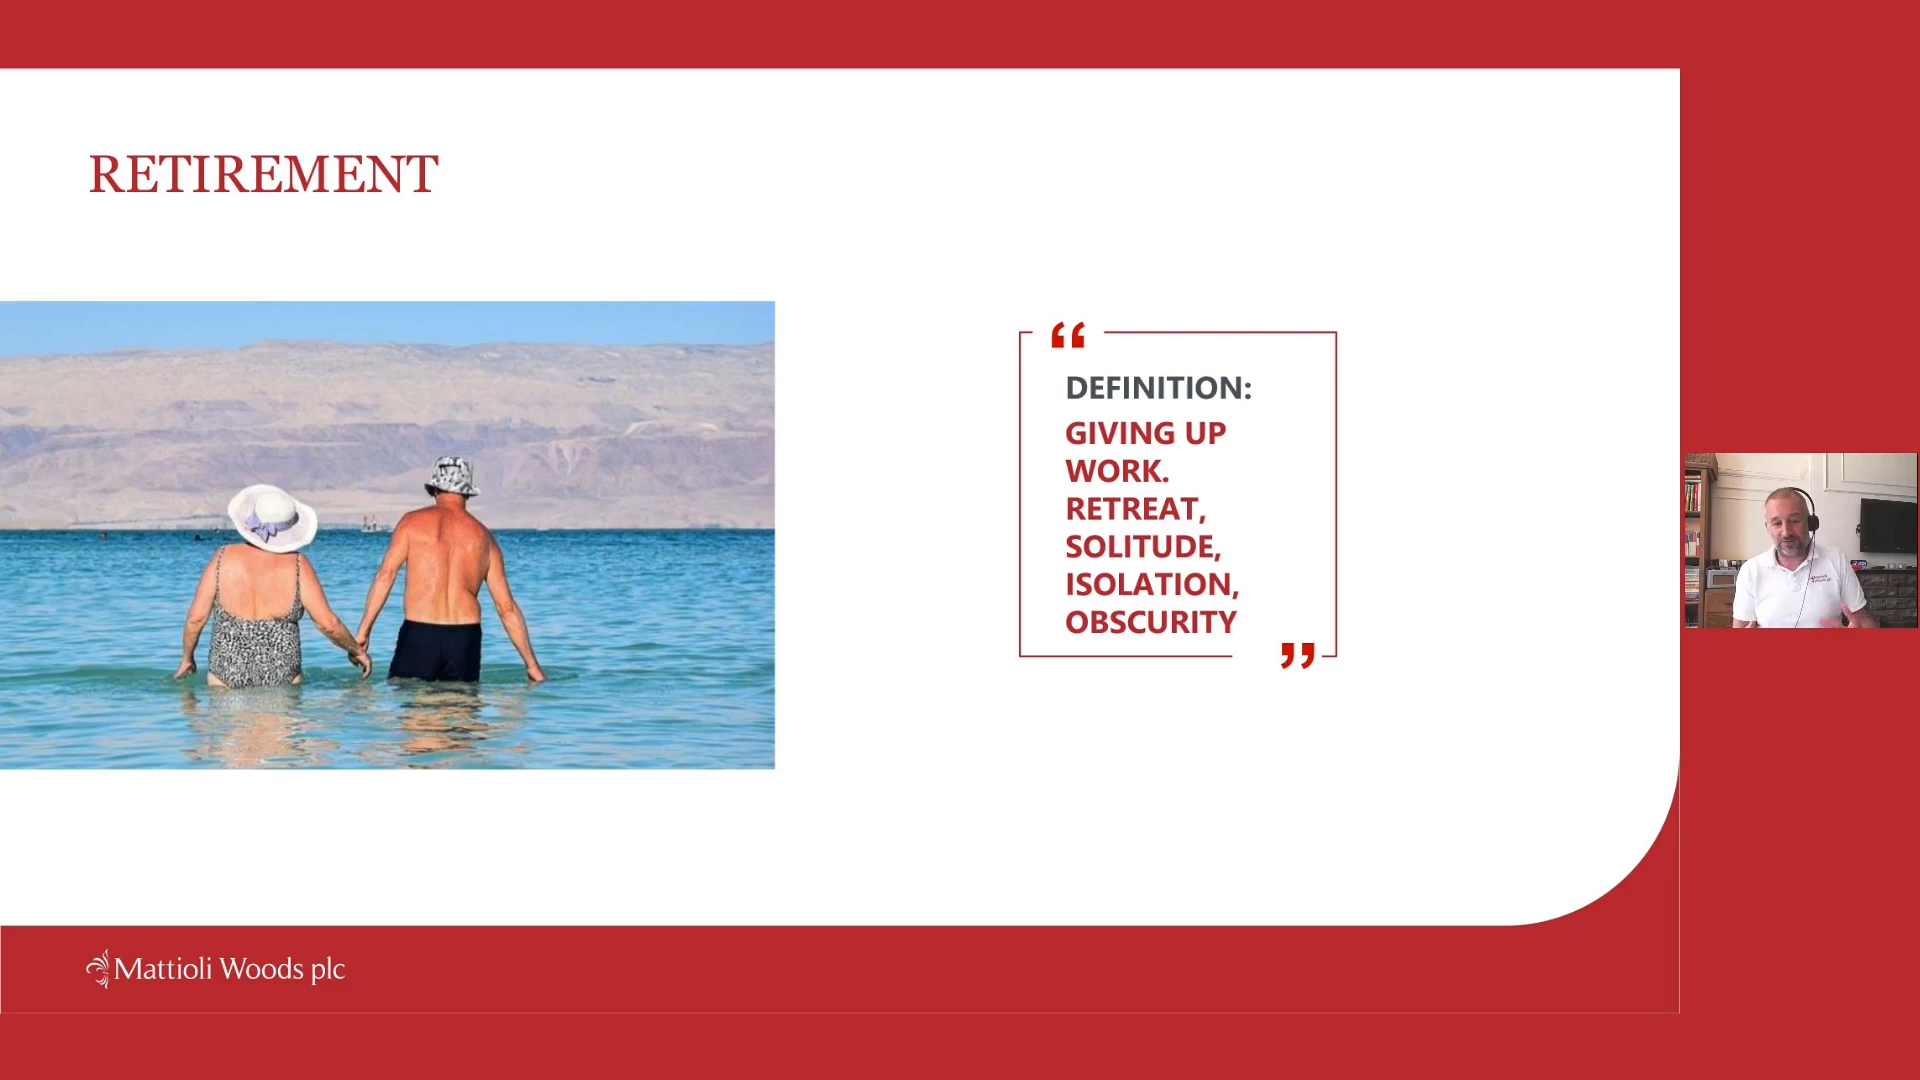 RETIREMENT
“
DEFINITION:
GIVING UP
WORK.
RETREAT,
SOLITUDE,
ISOLATION,
OBSCURITY
”
Mattioli Woods plc